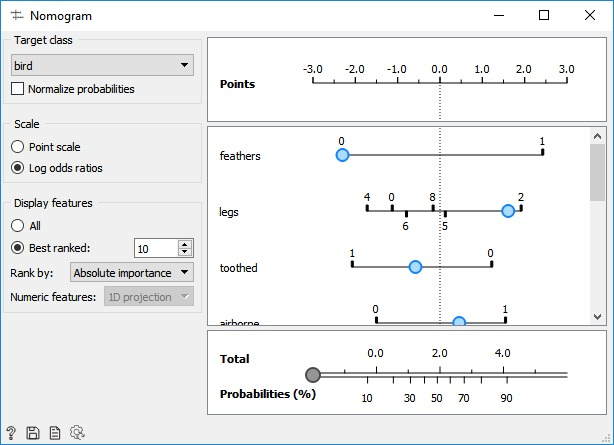 Nomogram
Target class
bird
Normalize probabilities
Scale
Point scale
Log odds ratios
Display features
All
Best ranked: 10
Rank by: Absolute importance
Numeric features: 1D projection
Points
-3.0 -2.0 -1.0 0.0 1.0 2.0 3.0
feathers 0 1
legs 4 0 8 2
6 5
toothed 1 0
airborne 0 1
Total 0.0 2.0 4.0
Probabilities (%) 10 30 50 70 90
?